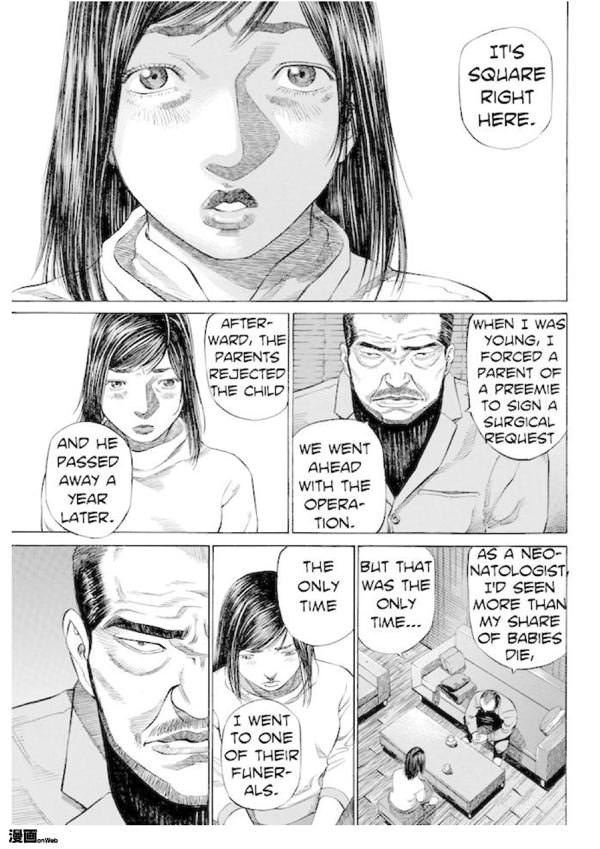 IT'S
SQUARE
RIGHT
HERE.
WHEN I WAS
YOUNG, I
FORCED A
PARENT OF
A PREEMIE
TO SIGN A
SURGICAL
REQUEST
WE WENT
AHEAD
WITH THE
OPERA-
TION.
AFTER-
WARD, THE
PARENTS
REJECTED
THE CHILD
AND HE
PASSED
AWAY A
YEAR
LATER.
AS A NEO-
NATOLOGIST,
I'D SEEN
MORE THAN
MY SHARE
OF BABIES
DIE,
BUT THAT
WAS THE
ONLY
TIME...
THE
ONLY
TIME
I WENT
TO ONE
OF THEIR
FUNER-
ALS.
漫画 on Web